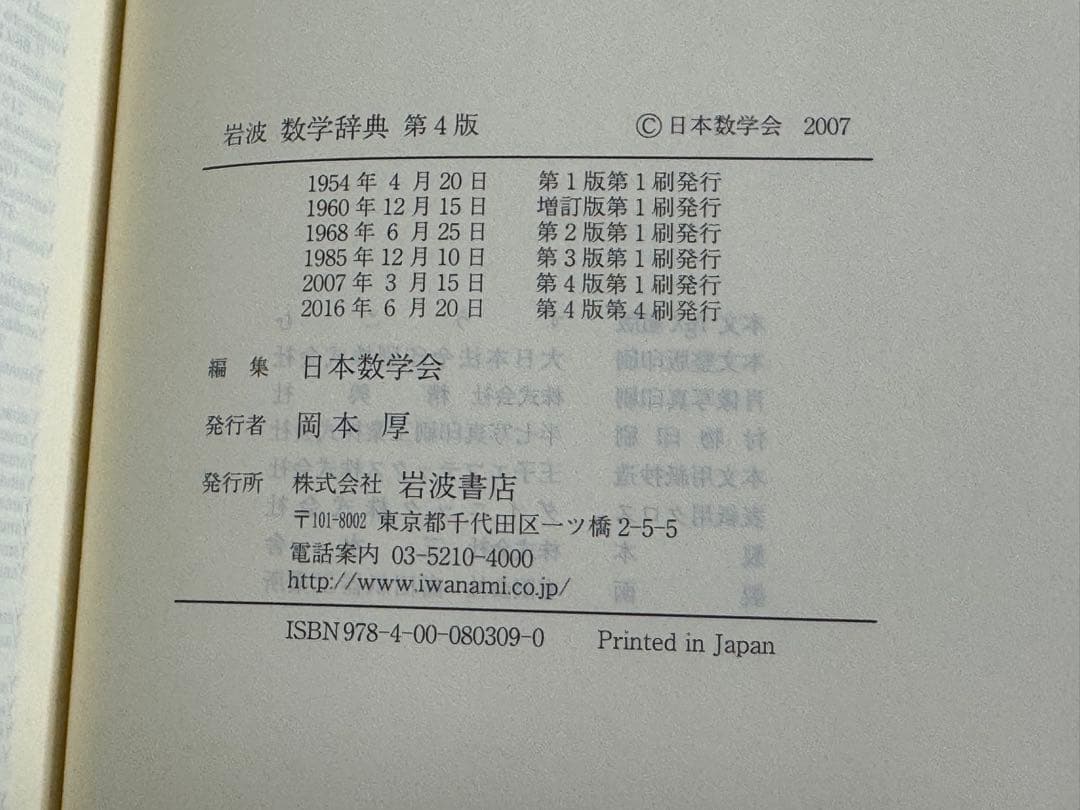 岩波 数学辞典 第4版 ©日本数学会 2007
1954年 4月20日 第1版第1刷発行
1960年12月15日 増訂版第1刷発行
1968年 6月25日 第2版第1刷発行
1985年12月10日 第3版第1刷発行
2007年 3月15日 第4版第1刷発行
2016年 6月20日 第4版第4刷発行
編 集 日本数学会
発行者 岡本 厚
発行所 株式会社 岩波書店
〒101-8002 東京都千代田区一ツ橋2-5-5
電話案内 03-5210-4000
http://www.iwanami.co.jp/
ISBN978-4-00-080309-0 Printed in Japan